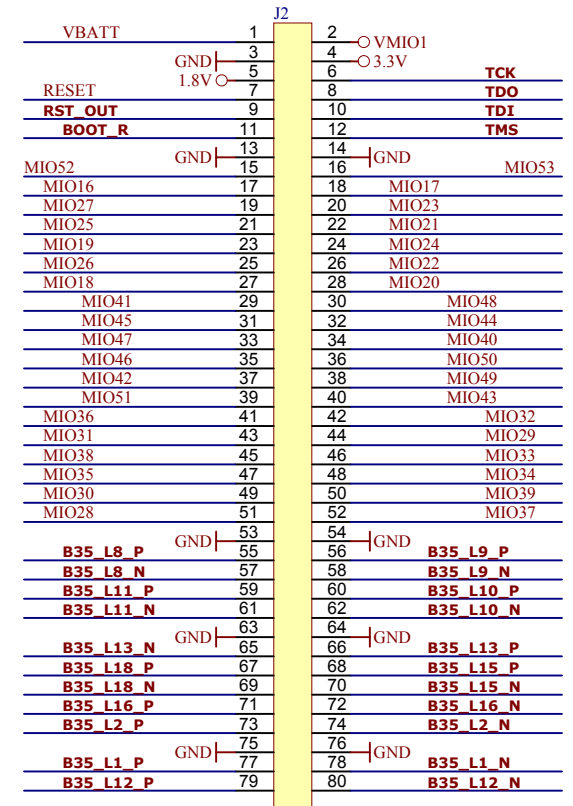 J2
VBATT 1 2 VMIO1
GND 3 4 3.3V
1.8V 5 6 TCK
RESET 7 8 TDO
RST_OUT 9 10 TDI
BOOT_R 11 12 TMS
GND 13 14 GND
MIO52 15 16 MIO53
MIO16 17 18 MIO17
MIO27 19 20 MIO23
MIO25 21 22 MIO21
MIO19 23 24 MIO24
MIO26 25 26 MIO22
MIO18 27 28 MIO20
MIO41 29 30 MIO48
MIO45 31 32 MIO44
MIO47 33 34 MIO40
MIO46 35 36 MIO50
MIO42 37 38 MIO49
MIO51 39 40 MIO43
MIO36 41 42 MIO32
MIO31 43 44 MIO29
MIO38 45 46 MIO33
MIO35 47 48 MIO34
MIO30 49 50 MIO39
MIO28 51 52 MIO37
GND 53 54 GND
B35_L8_P 55 56 B35_L9_P
B35_L8_N 57 58 B35_L9_N
B35_L11_P 59 60 B35_L10_P
B35_L11_N 61 62 B35_L10_N
GND 63 64 GND
B35_L13_N 65 66 B35_L13_P
B35_L18_P 67 68 B35_L15_P
B35_L18_N 69 70 B35_L15_N
B35_L16_P 71 72 B35_L16_N
B35_L2_P 73 74 B35_L2_N
GND 75 76 GND
B35_L1_P 77 78 B35_L1_N
B35_L12_P 79 80 B35_L12_N